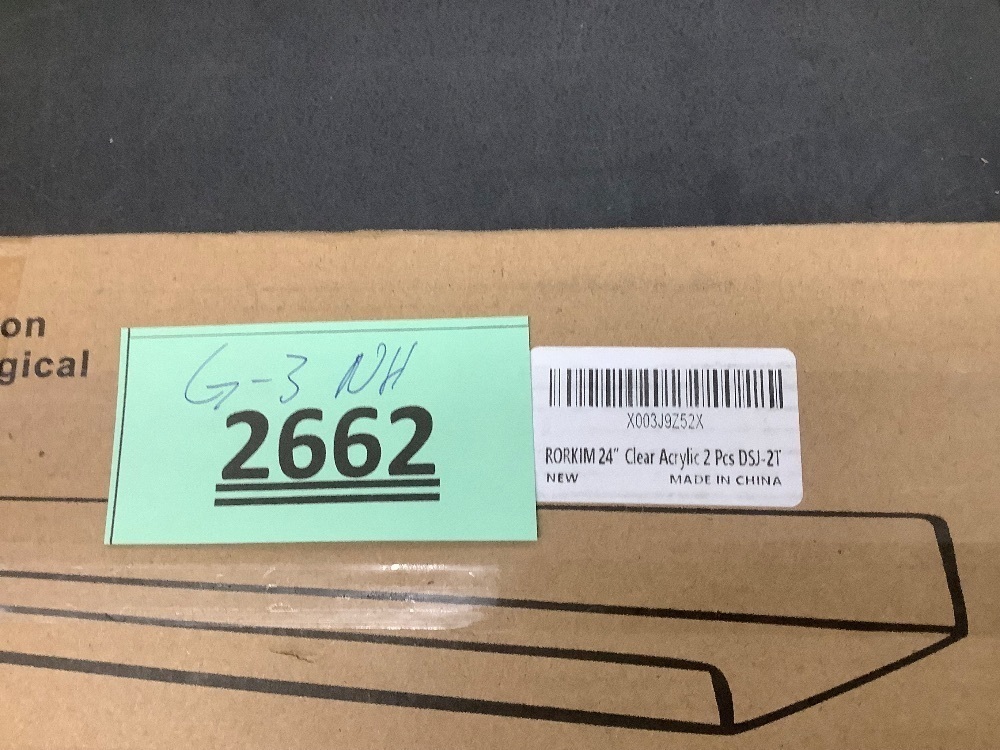 on
gical
G-3 NH
2662
X003J9Z52X
RORKIM 24" Clear Acrylic 2 Pcs DSJ-2T
NEW MADE IN CHINA